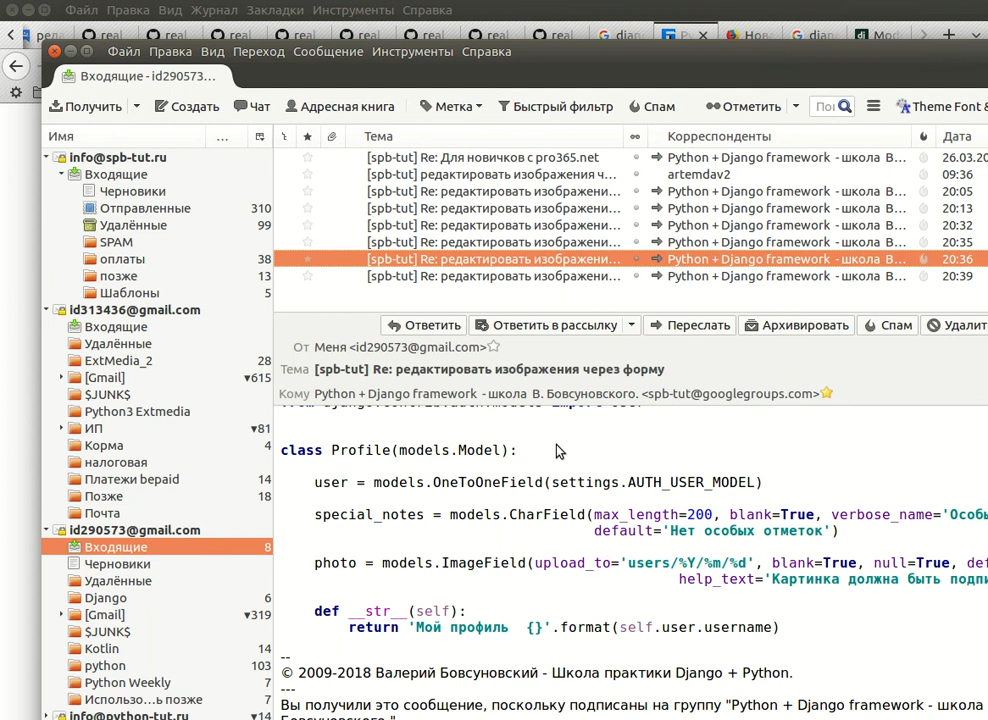 Файл Правка Вид Журнал Закладки Инструменты Справка
real real real real real real real
Файл Правка Вид Переход Сообщение Инструменты Справка
Входящие - id290573...
Получить Создать Чат Адресная книга Метка Быстрый фильтр Спам Отметить Theme Font &
Имя ... Тема Корреспонденты Дата
info@spb-tut.ru
Входящие
Черновики
Отправленные 310
Удалённые 99
SPAM
оплаты 38
позже 13
Шаблоны 5
id313436@gmail.com
Входящие
Удалённые
ExtMedia_2 28
[Gmail] ▾615
$JUNK$
Python3 Extmedia
ИП ▾81
Корма 4
налоговая
Платежи bepaid 14
Позже 18
Почта
id290573@gmail.com
Входящие 8
Черновики
Удалённые
Django 6
[Gmail] ▾319
$JUNK$
Kotlin 14
python 103
Python Weekly 7
Использо...ь позже 7
info@python-tut.ru ▾14
[spb-tut] Re: Для новичков с pro365.net Python + Django framework - школа В... 26.03.20
[spb-tut] редактировать изображения ч... artemdav2 09:36
[spb-tut] Re: редактировать изображени... Python + Django framework - школа В... 20:05
[spb-tut] Re: редактировать изображени... Python + Django framework - школа В... 20:13
[spb-tut] Re: редактировать изображени... Python + Django framework - школа В... 20:32
[spb-tut] Re: редактировать изображени... Python + Django framework - школа В... 20:35
[spb-tut] Re: редактировать изображени... Python + Django framework - школа В... 20:36
[spb-tut] Re: редактировать изображени... Python + Django framework - школа В... 20:39
Ответить Ответить в рассылку Переслать Архивировать Спам Удалит
От Меня <id290573@gmail.com>
Тема [spb-tut] Re: редактировать изображения через форму
Кому Python + Django framework - школа В. Бовсуновского. <spb-tut@googlegroups.com>
class Profile(models.Model):
user = models.OneToOneField(settings.AUTH_USER_MODEL)
special_notes = models.CharField(max_length=200, blank=True, verbose_name='Особы
default='Нет особых отметок')
photo = models.ImageField(upload_to='users/%Y/%m/%d', blank=True, null=True, def
help_text='Картинка должна быть подпи
def __str__(self):
return 'Мой профиль {}'.format(self.user.username)
--
© 2009-2018 Валерий Бовсуновский - Школа практики Django + Python.
---
Вы получили это сообщение, поскольку подписаны на группу "Python + Django framework - школа